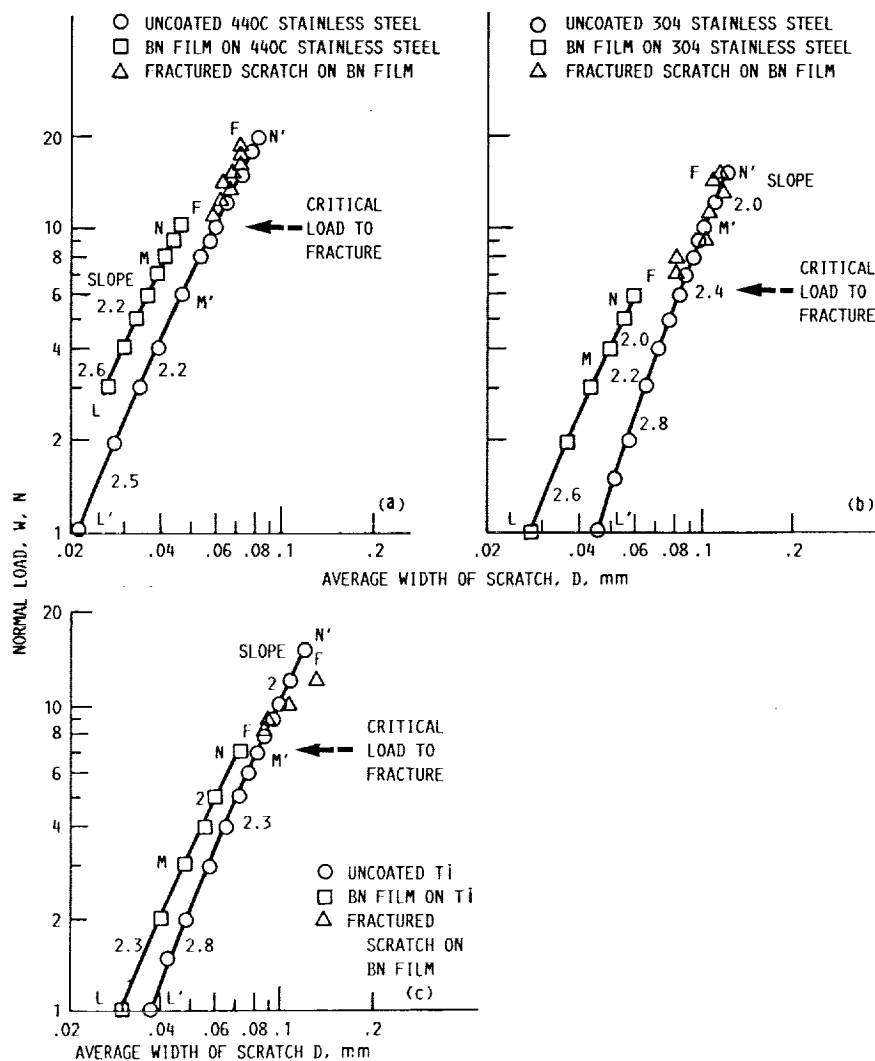 ○ UNCOATED 440C STAINLESS STEEL
□ BN FILM ON 440C STAINLESS STEEL
△ FRACTURED SCRATCH ON BN FILM
20
10
8
6
4
2
1
F
N'
F
N
M
SLOPE
2.2
2.6
L
M'
2.2
2.5
L'
CRITICAL
LOAD TO
FRACTURE
(a)
.02 .04 .06 .08 .1 .2
○ UNCOATED 304 STAINLESS STEEL
□ BN FILM ON 304 STAINLESS STEEL
△ FRACTURED SCRATCH ON BN FILM
F
N'
SLOPE
2.0
M'
F
N
2.4
2.0
M
2.2
2.8
2.6
L
L'
CRITICAL
LOAD TO
FRACTURE
(b)
.02 .04 .06 .08 .1 .2
AVERAGE WIDTH OF SCRATCH, D, mm
NORMAL LOAD, W, N
20
10
8
6
4
2
1
N'
SLOPE
F
2
F
N
M'
2
2.3
M
2.3
2.8
L
L'
CRITICAL
LOAD TO
FRACTURE
○ UNCOATED Ti
□ BN FILM ON Ti
△ FRACTURED
SCRATCH ON
BN FILM
(c)
.02 .04 .06 .08 .1 .2
AVERAGE WIDTH OF SCRATCH D, mm